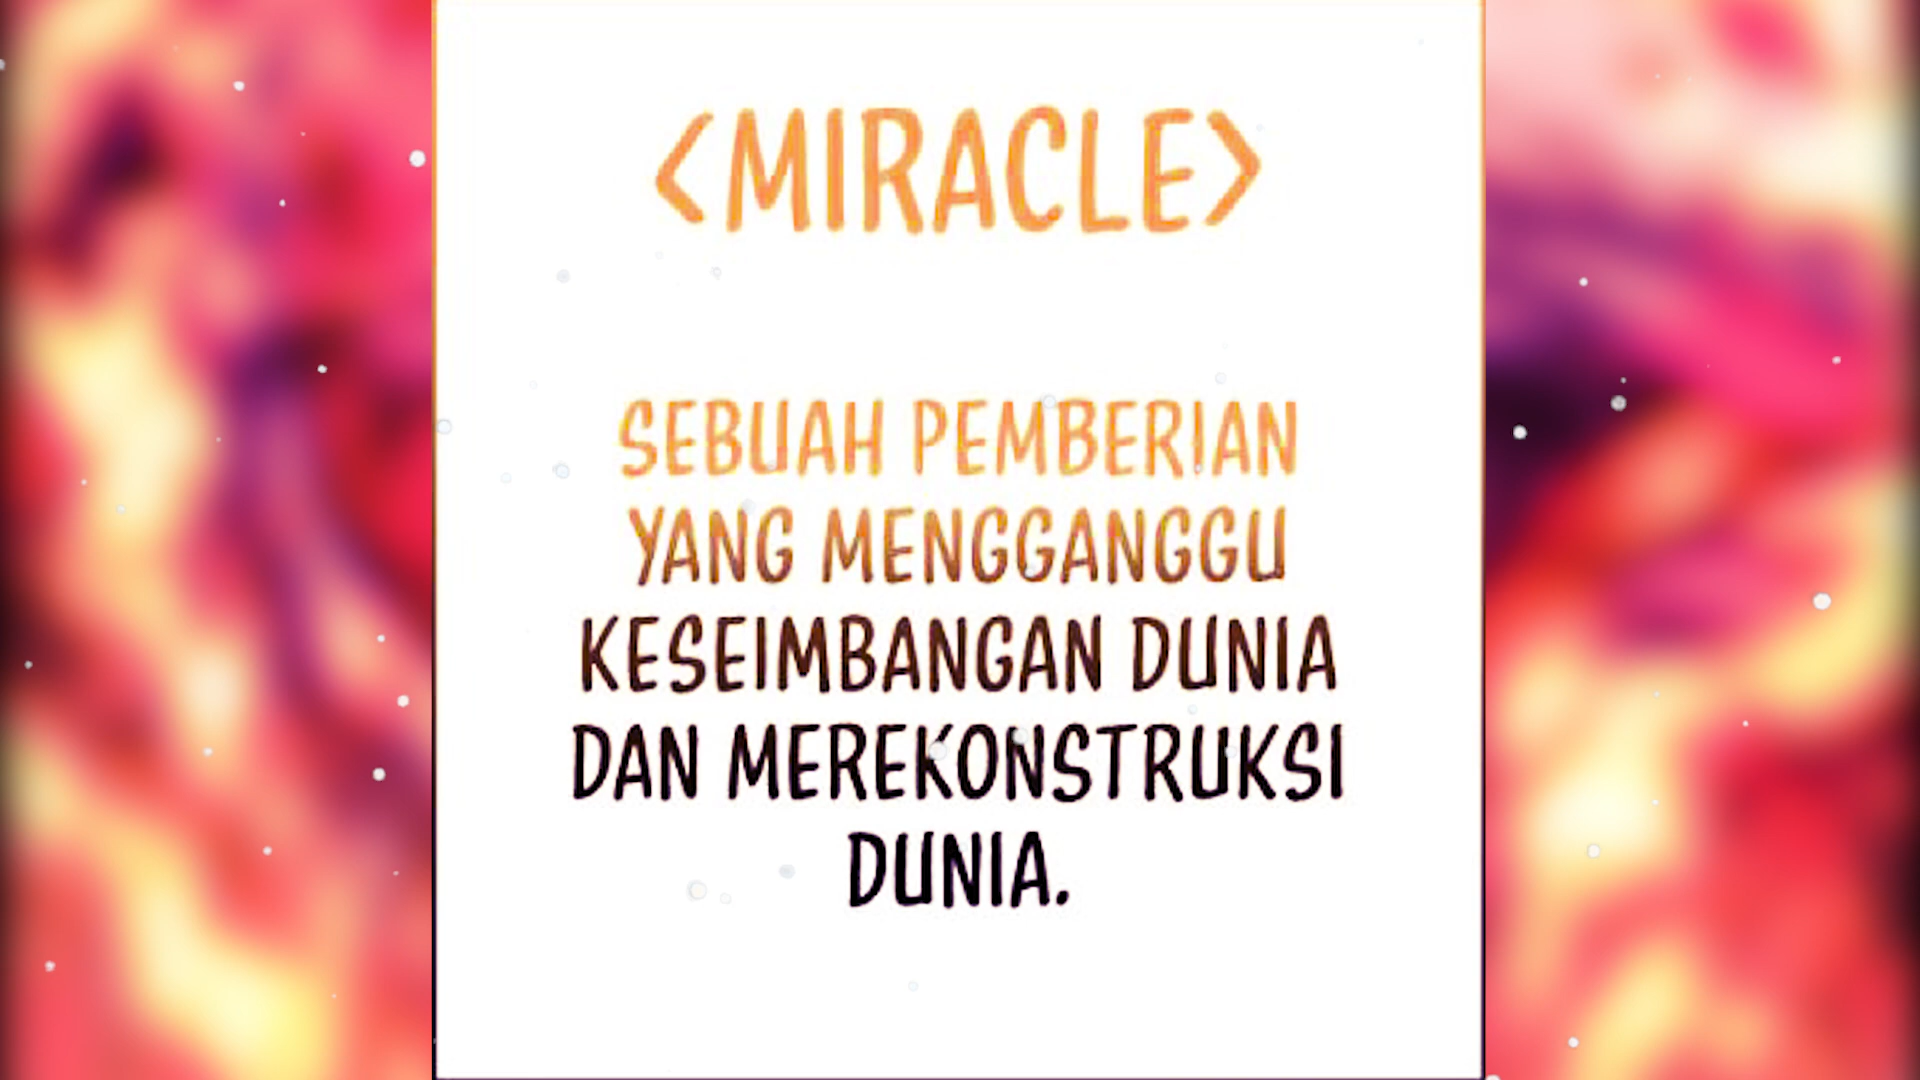 <MIRACLE>
SEBUAH PEMBERIAN
YANG MENGGANGGU
KESEIMBANGAN DUNIA
DAN MEREKONSTRUKSI
DUNIA.